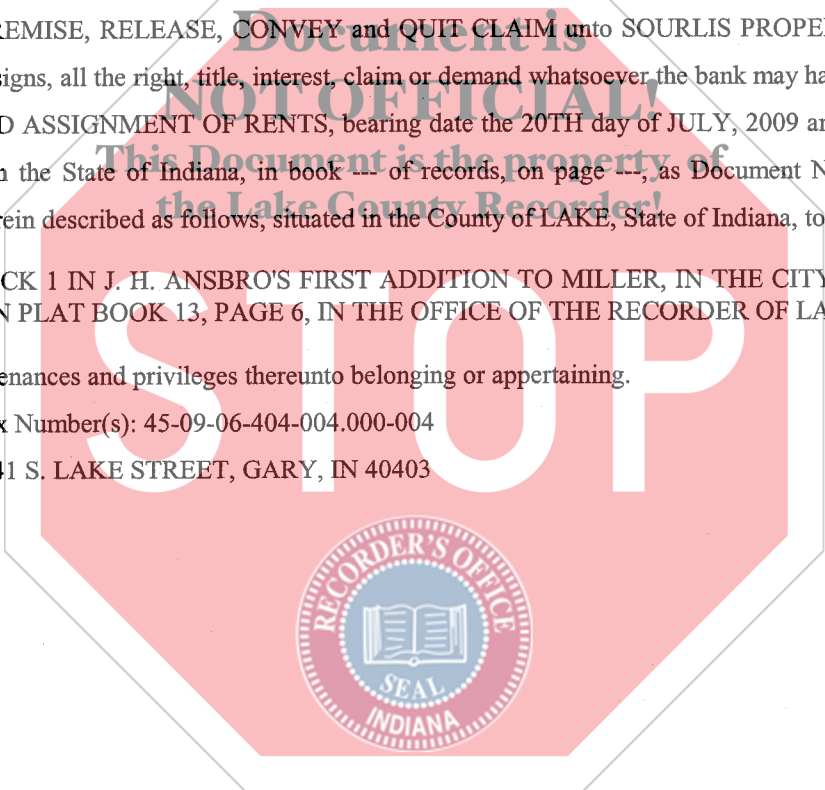 REMISE, RELEASE, CONVEY and QUIT CLAIM unto SOURLIS PROPE
signs, all the right, title, interest, claim or demand whatsoever the bank may ha
D ASSIGNMENT OF RENTS, bearing date the 20TH day of JULY, 2009 an
n the State of Indiana, in book --- of records, on page ---, as Document N
rein described as follows, situated in the County of LAKE, State of Indiana, to
Document is
NOT OFFICIAL!
This Document is the property of
the Lake County Recorder!
CK 1 IN J. H. ANSBRO'S FIRST ADDITION TO MILLER, IN THE CITY
N PLAT BOOK 13, PAGE 6, IN THE OFFICE OF THE RECORDER OF LA
enances and privileges thereunto belonging or appertaining.
x Number(s): 45-09-06-404-004.000-004
41 S. LAKE STREET, GARY, IN 40403
STOP
RECORDER'S OFFICE
SEAL
INDIANA